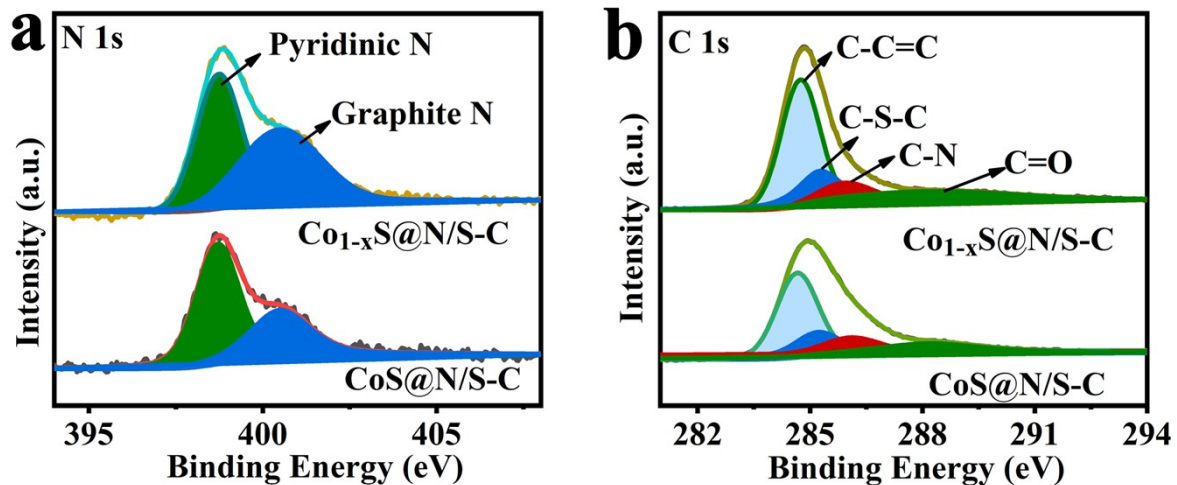 a
N 1s
Pyridinic N
Graphite N
Co1-xS@N/S-C
CoS@N/S-C
Intensity (a.u.)
395 400 405
Binding Energy (eV)
b
C 1s
C-C=C
C-S-C
C-N
C=O
Co1-xS@N/S-C
CoS@N/S-C
Intensity (a.u.)
282 285 288 291 294
Binding Energy (eV)